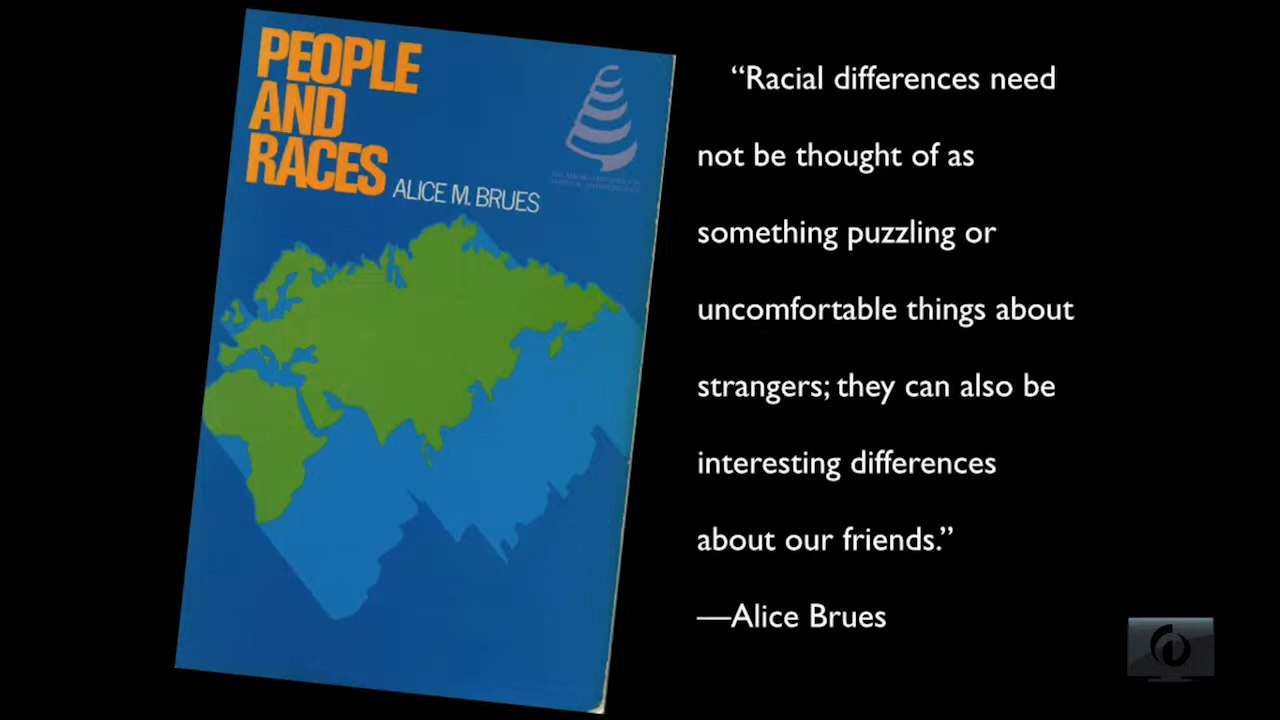 PEOPLE
AND
RACES
ALICE M. BRUES
“Racial differences need
not be thought of as
something puzzling or
uncomfortable things about
strangers; they can also be
interesting differences
about our friends.”
—Alice Brues